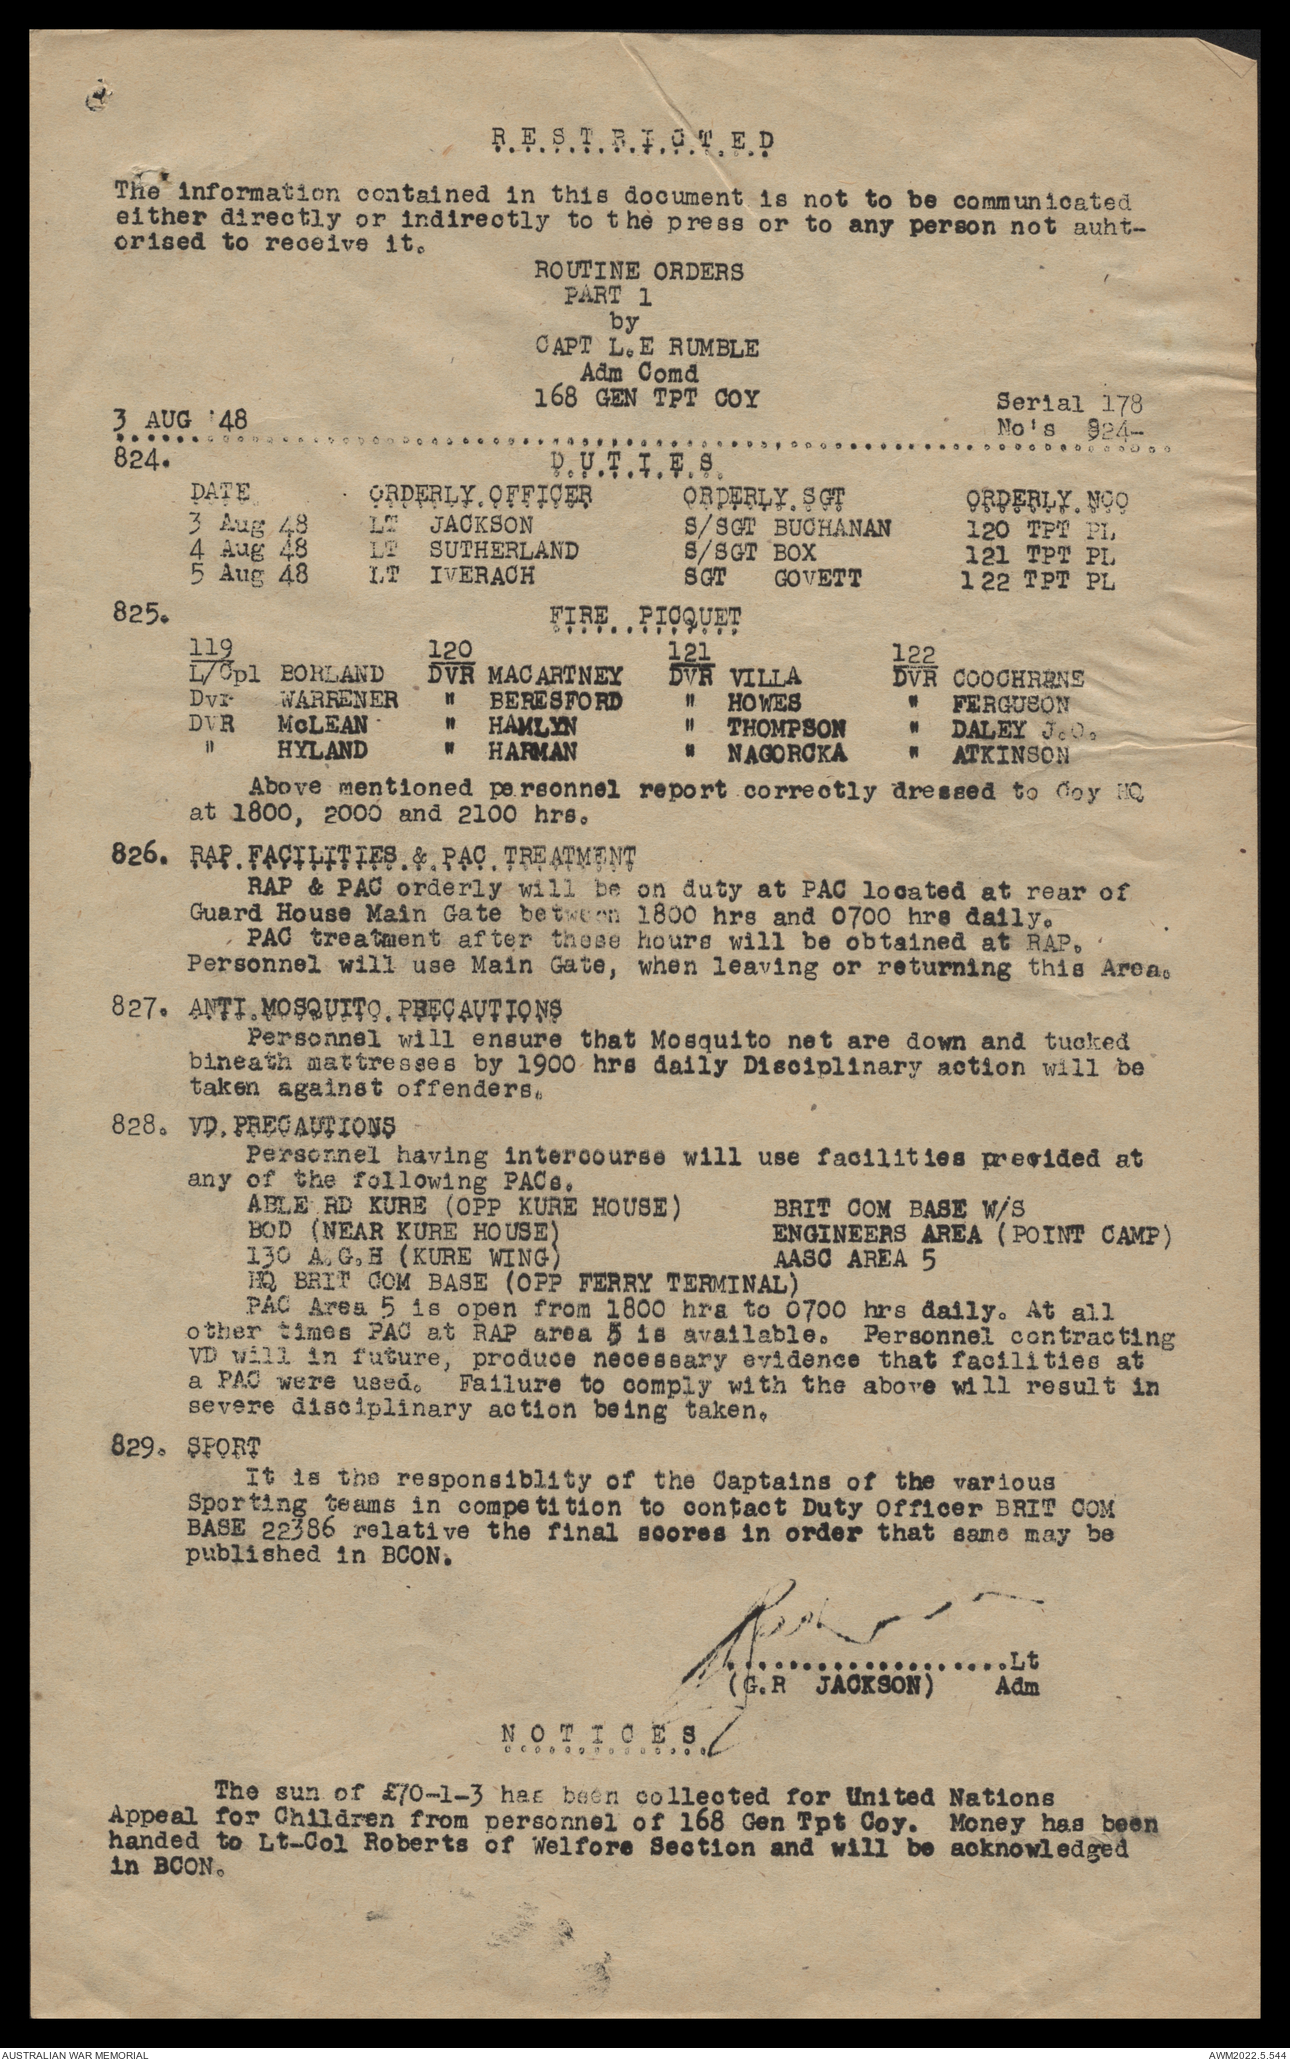 R.E.S.T.R.I.C.T.E.D
The information contained in this document is not to be communicated
either directly or indirectly to the press or to any person not auht-
orised to receive it.
ROUTINE ORDERS
PART 1
by
CAPT L.E RUMBLE
Adm Comd
168 GEN TPT COY
Serial 178
3 AUG '48
No's 824-
824. D.U.T.I.E.S.
DATE ORDERLY.OFFICER ORDERLY.SGT ORDERLY.NCO
3 Aug 48 LT JACKSON S/SGT BUCHANAN 120 TPT PL
4 Aug 48 LT SUTHERLAND S/SGT BOX 121 TPT PL
5 Aug 48 LT IVERACH SGT GOVETT 122 TPT PL
825. FIRE PICQUET
119 120 121 122
L/Cpl BORLAND DVR MACARTNEY DVR VILLA DVR COOCHRENE
Dvr WARRENER " BERESFORD " HOWES " FERGUSON
DVR McLEAN " HAMLYN " THOMPSON " DALEY J.O.
" HYLAND " HARMAN " NAGORCKA " ATKINSON
Above mentioned personnel report correctly dressed to Coy HQ
at 1800, 2000 and 2100 hrs.
826. RAP.FACILITIES.&.PAC.TREATMENT
RAP & PAC orderly will be on duty at PAC located at rear of
Guard House Main Gate between 1800 hrs and 0700 hrs daily.
PAC treatment after these hours will be obtained at RAP.
Personnel will use Main Gate, when leaving or returning this Area.
827. ANTI.MOSQUITO.PRECAUTIONS
Personnel will ensure that Mosquito net are down and tucked
bineath mattresses by 1900 hrs daily Disciplinary action will be
taken against offenders.
828. VD.PRECAUTIONS
Personnel having intercourse will use facilities previded at
any of the following PACs.
ABLE RD KURE (OPP KURE HOUSE) BRIT COM BASE W/S
BOD (NEAR KURE HOUSE) ENGINEERS AREA (POINT CAMP)
130 A.G.H (KURE WING) AASC AREA 5
HQ BRIT COM BASE (OPP FERRY TERMINAL)
PAC Area 5 is open from 1800 hrs to 0700 hrs daily. At all
other times PAC at RAP area 5 is available. Personnel contracting
VD will in future, produce necessary evidence that facilities at
a PAC were used. Failure to comply with the above will result in
severe disciplinary action being taken.
829. SPORT
It is the responsiblity of the Captains of the various
Sporting teams in competition to contact Duty Officer BRIT COM
BASE 22386 relative the final scores in order that same may be
published in BCON.
....................Lt
(G.R JACKSON) Adm
N O T I C E S
The sun of £70-1-3 has been collected for United Nations
Appeal for Children from personnel of 168 Gen Tpt Coy. Money has been
handed to Lt-Col Roberts of Welfore Section and will be acknowledged
in BCON.
AUSTRALIAN WAR MEMORIAL
AWM2022.5.544